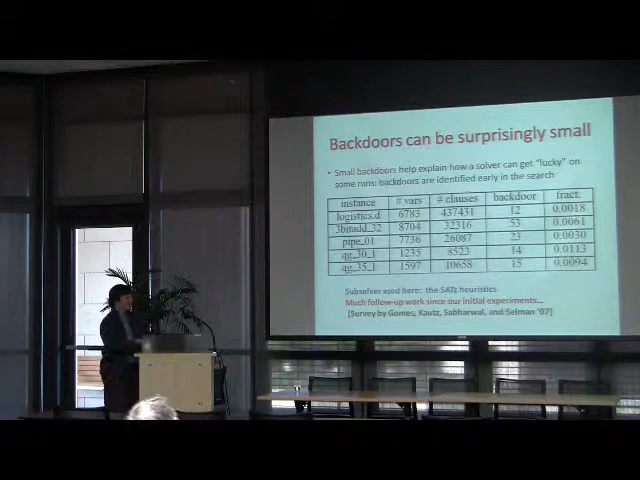 Backdoors can be surprisingly small
• Small backdoors help explain how a solver can get "lucky" on
some runs: backdoors are identified early in the search
instance # vars # clauses backdoor fract.
logistics.d 6783 437431 12 0.0018
3bitadd_32 8704 32316 53 0.0061
pipe_01 7736 26087 23 0.0030
qg_30_1 1235 8523 14 0.0113
qg_35_1 1597 10658 15 0.0094
Subsolver used here: the SATz heuristics
Much follow-up work since our initial experiments...
[Survey by Gomes, Kautz, Sabharwal, and Selman '07]